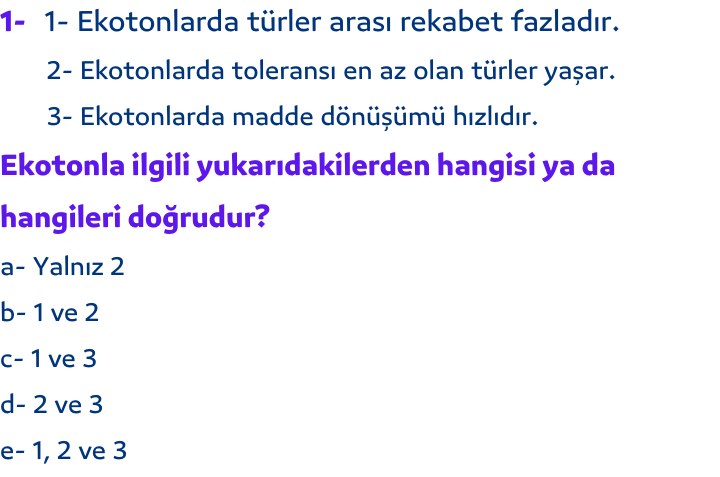 1- 1- Ekotonlarda türler arası rekabet fazladır.
2- Ekotonlarda toleransı en az olan türler yaşar.
3- Ekotonlarda madde dönüşümü hızlıdır.
Ekotonla ilgili yukarıdakilerden hangisi ya da
hangileri doğrudur?
a- Yalnız 2
b- 1 ve 2
c- 1 ve 3
d- 2 ve 3
e- 1, 2 ve 3